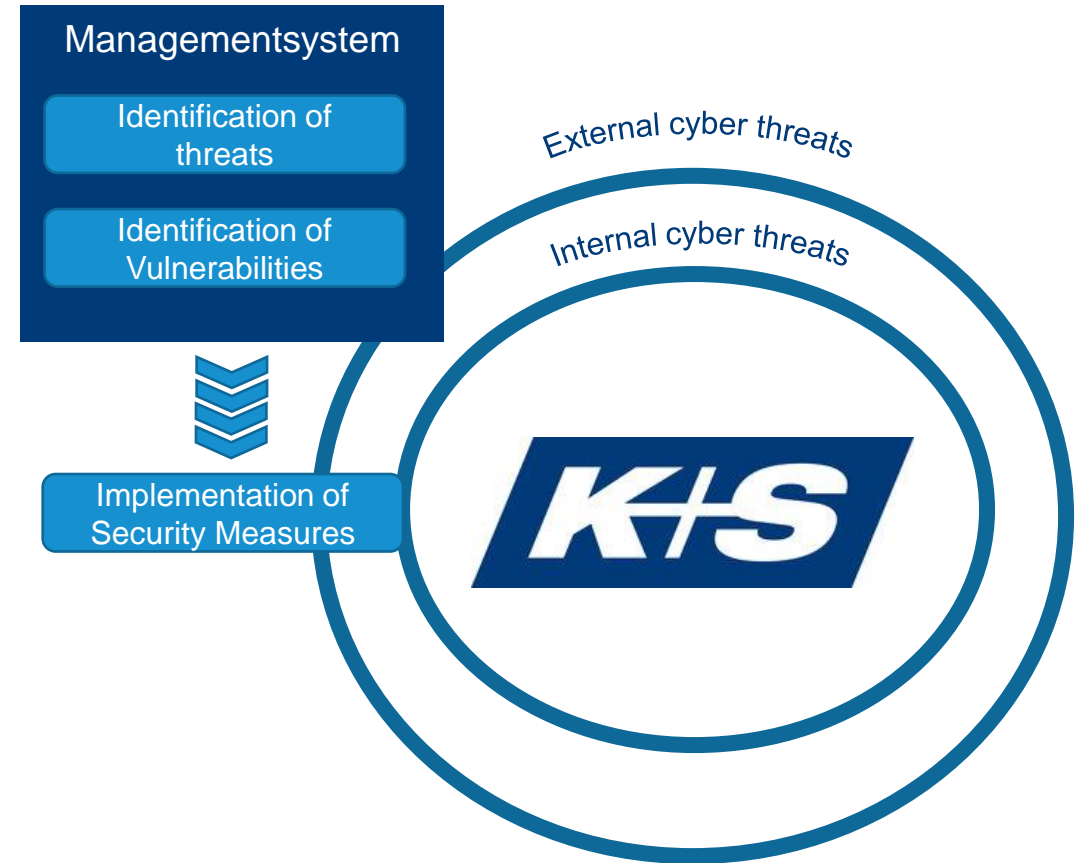 Managementsystem
Identification of
threats
Identification of
Vulnerabilities
Implementation of
Security Measures
External cyber threats
Internal cyber threats
K+S